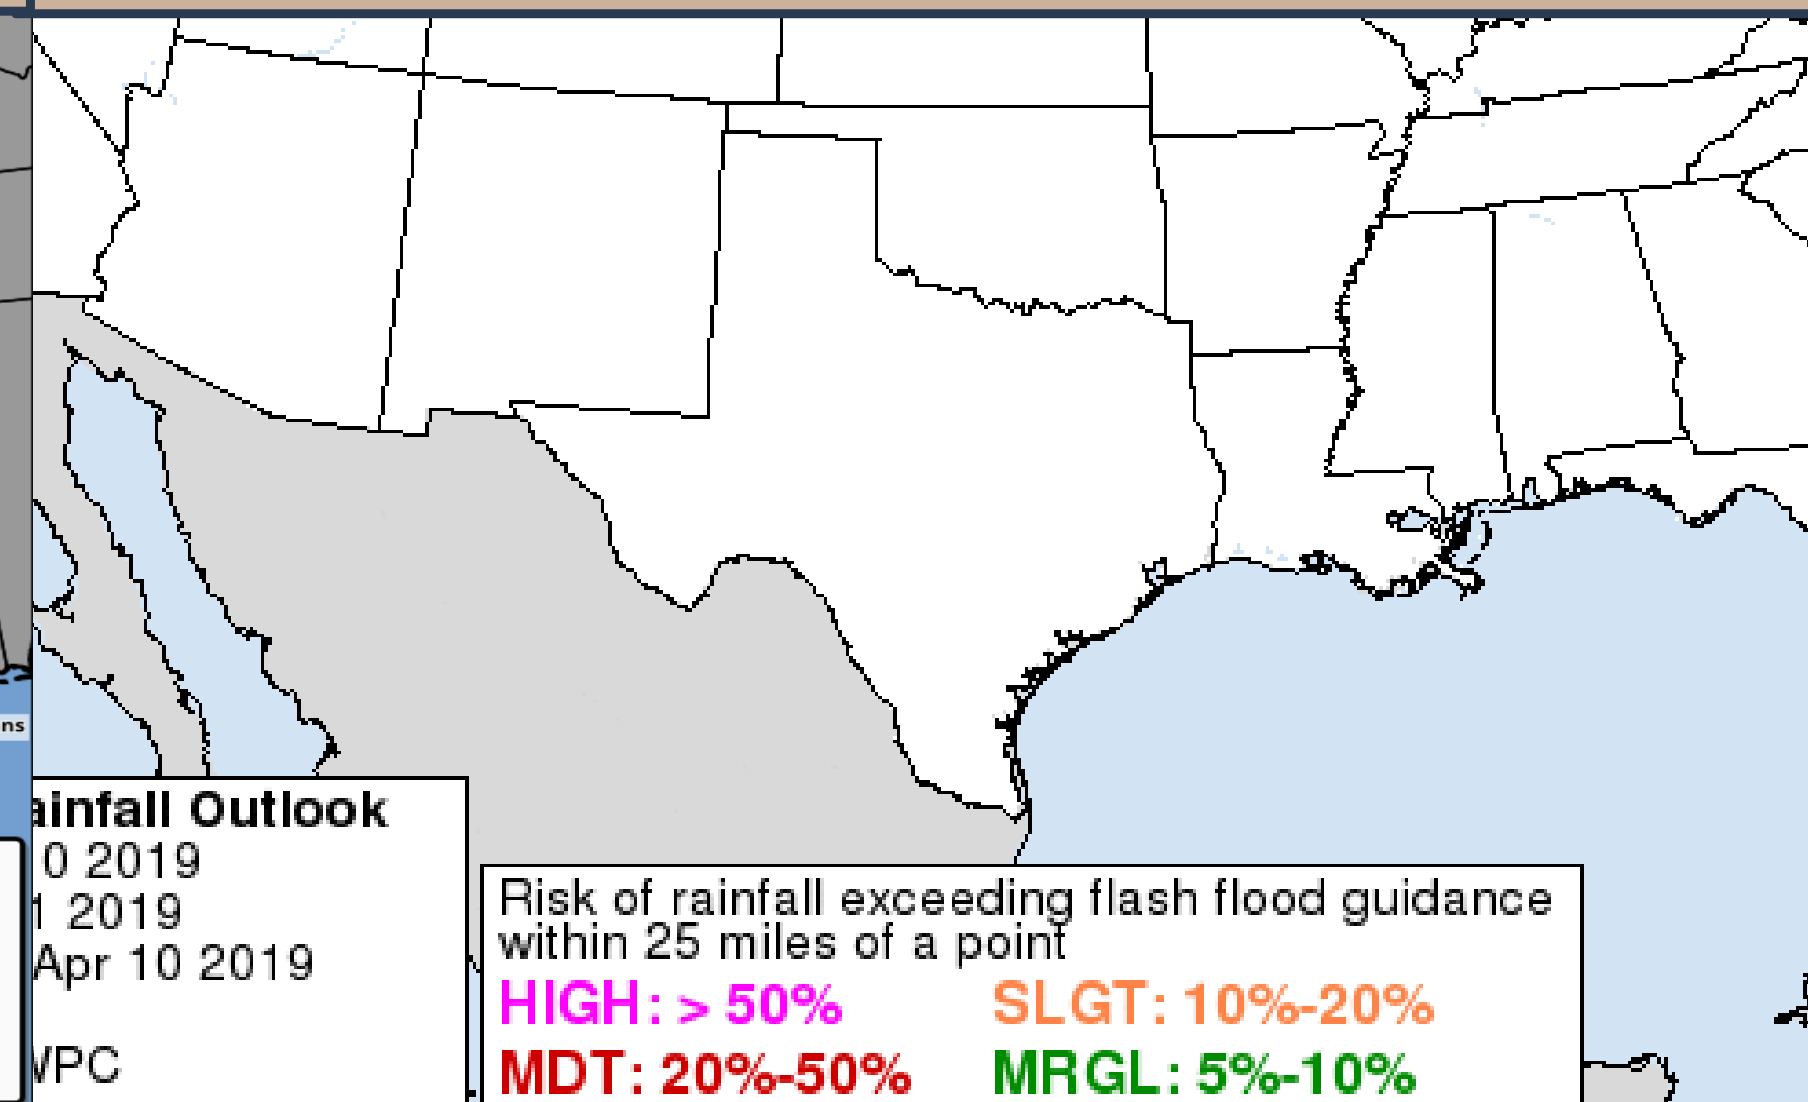 ns
ainfall Outlook
0 2019
1 2019
Apr 10 2019
WPC
Risk of rainfall exceeding flash flood guidance
within 25 miles of a point
HIGH: > 50% SLGT: 10%-20%
MDT: 20%-50% MRGL: 5%-10%